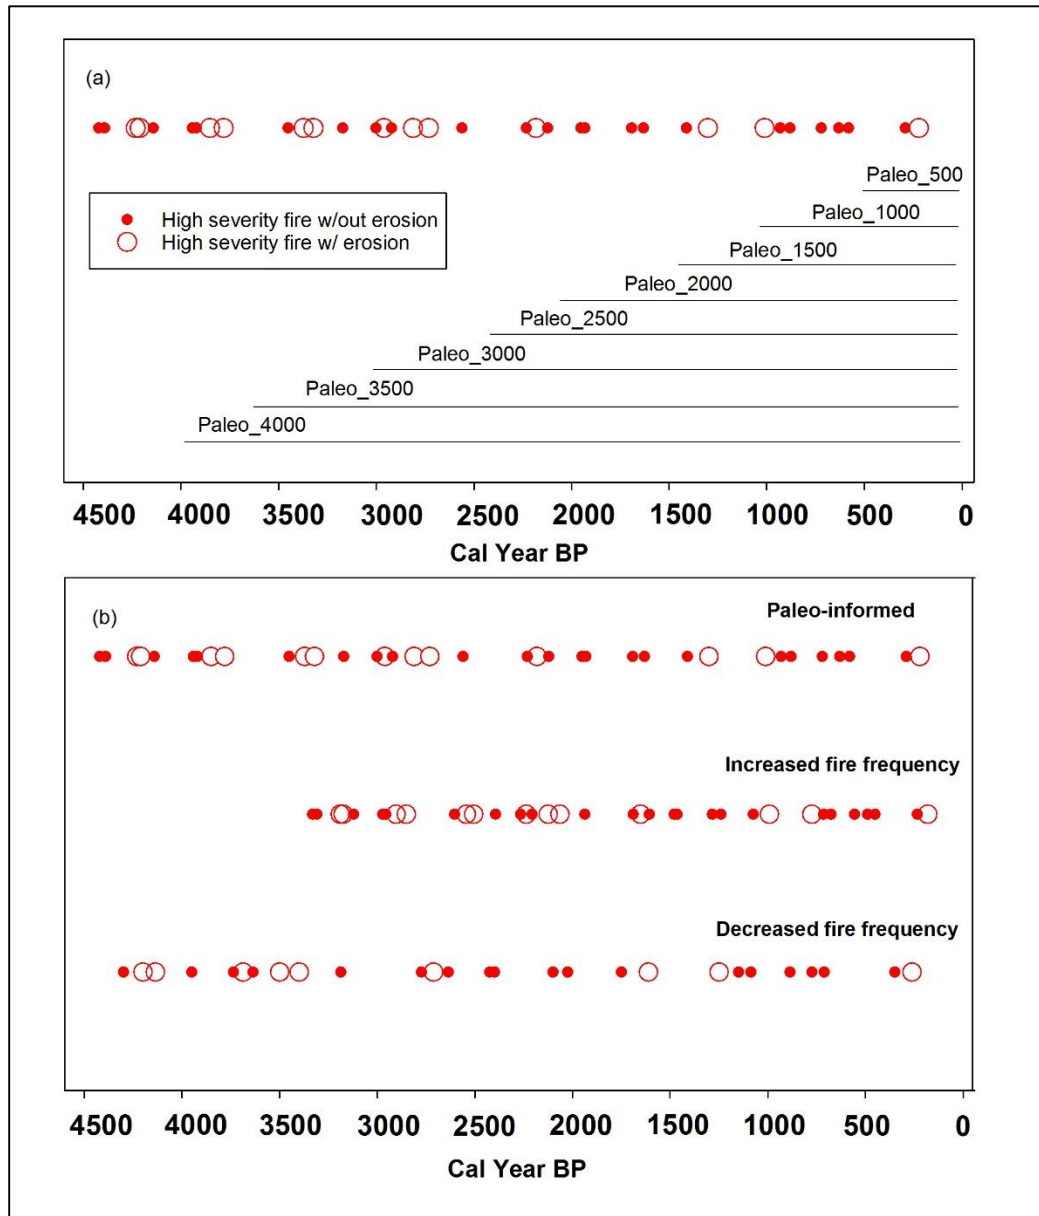 (a)
Paleo_500
High severity fire w/out erosion
Paleo_1000
High severity fire w/ erosion
Paleo_1500
Paleo_2000
Paleo_2500
Paleo_3000
Paleo_3500
Paleo_4000
4500 4000 3500 3000 2500 2000 1500 1000 500 0
Cal Year BP
(b)
Paleo-informed
Increased fire frequency
Decreased fire frequency
4500 4000 3500 3000 2500 2000 1500 1000 500 0
Cal Year BP